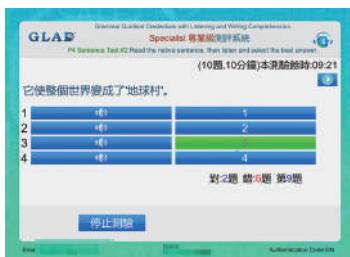 Grammar Guided Credentials with Listening and Writing Comprehension
GLAD
Specialist 專業級測評系統
P4 Sentence Test #2 Read the native sentence, then listen and select the best answer
(10題,10分鐘)本測驗餘時:09:21
它使整個世界變成了"地球村"。
1 1
2 2
3
4 4
對:2題 錯:6題 第9題
停止測驗